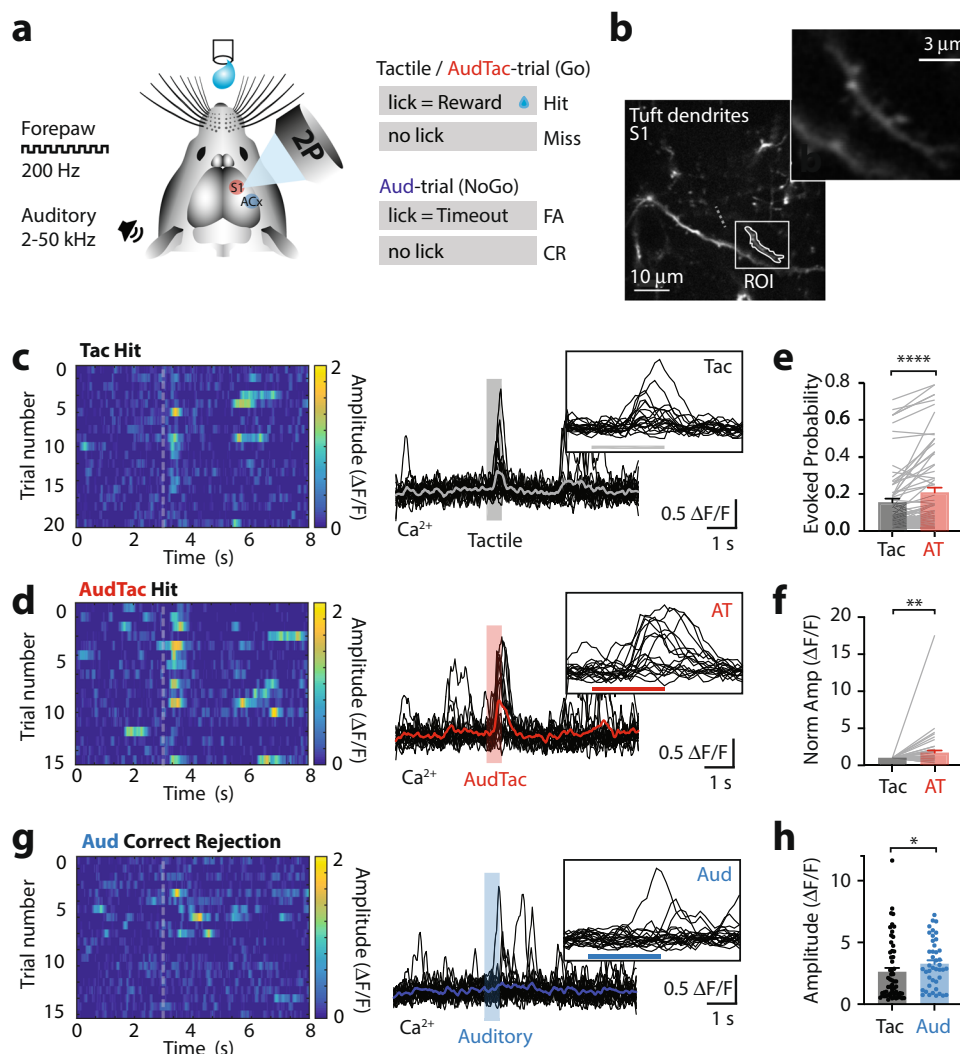 a
Forepaw
200 Hz
Auditory
2-50 kHz
2P
S1
ACx
Tactile / AudTac-trial (Go)
lick = Reward
Hit
no lick
Miss
Aud-trial (NoGo)
lick = Timeout
FA
no lick
CR
b
3 μm
Tuft dendrites
S1
10 μm
ROI
c
Tac Hit
Trial number
0
5
10
15
20
0 2 4 6 8
Time (s)
2
0
Amplitude (ΔF/F)
Ca2+
Tactile
Tac
0.5 ΔF/F
1 s
e
****
Evoked Probability
0.8
0.6
0.4
0.2
0.0
Tac AT
d
AudTac Hit
Trial number
0
5
10
15
0 2 4 6 8
Time (s)
2
0
Amplitude (ΔF/F)
Ca2+
AudTac
AT
0.5 ΔF/F
1 s
f
**
Norm Amp (ΔF/F)
20
15
10
5
0
Tac AT
g
Aud Correct Rejection
Trial number
0
5
10
15
0 2 4 6 8
Time (s)
2
0
Amplitude (ΔF/F)
Ca2+
Auditory
Aud
0.5 ΔF/F
1 s
h
*
Amplitude (ΔF/F)
10
5
0
Tac Aud